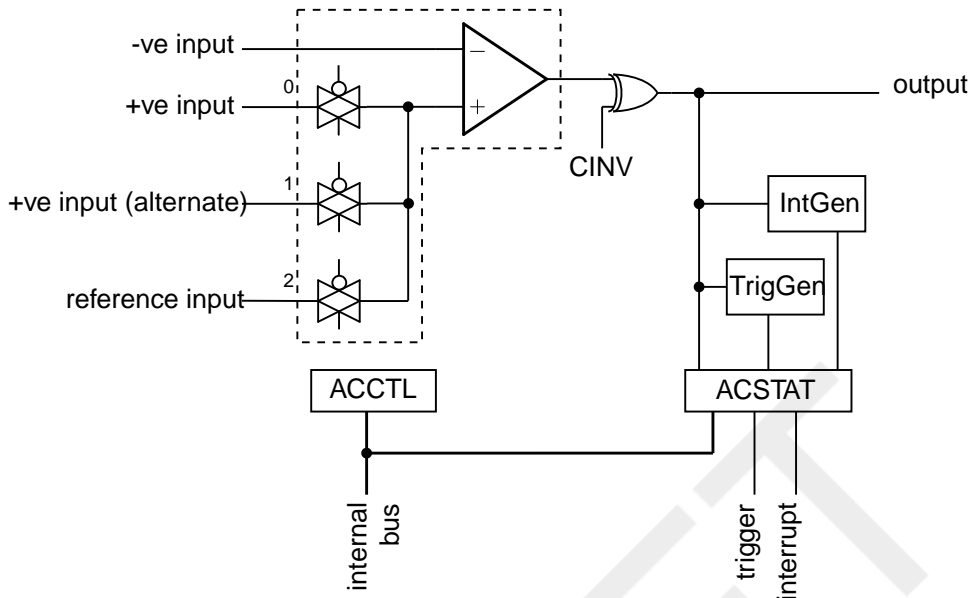 -ve input
−
output
0
+ve input
+
CINV
1
+ve input (alternate)
IntGen
2
reference input
TrigGen
ACCTL
ACSTAT
internal
bus
trigger
interrupt